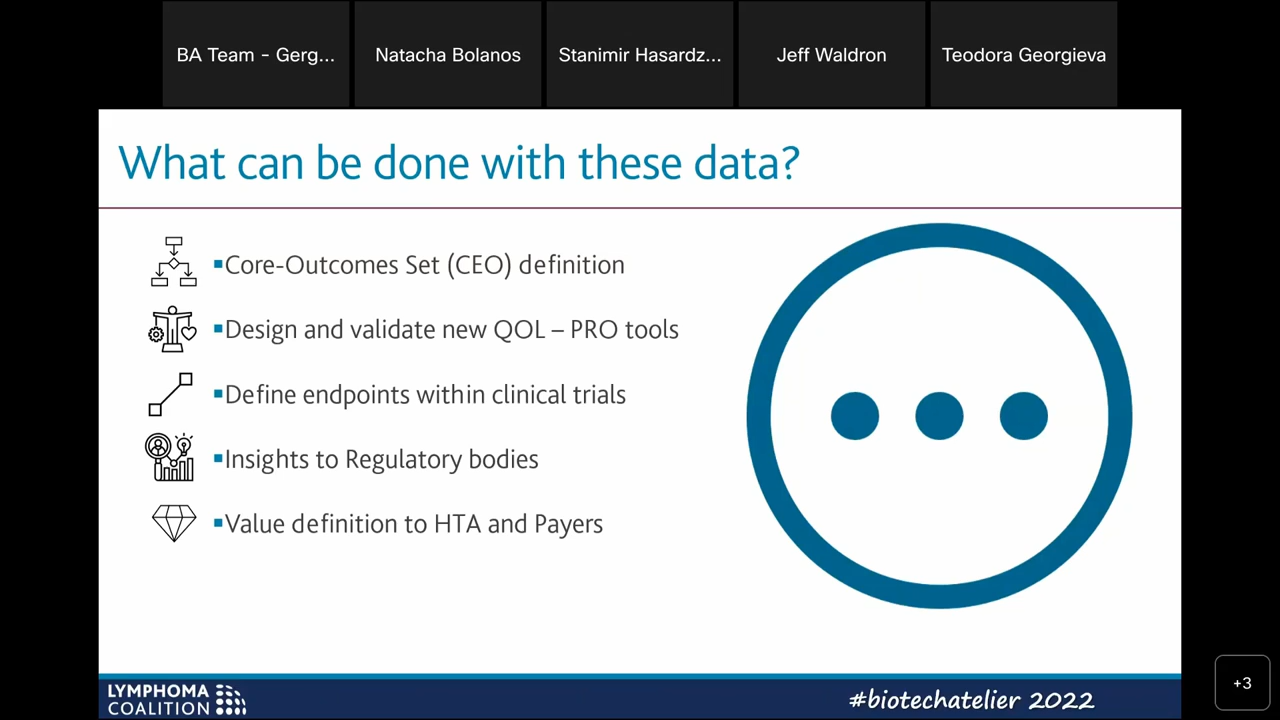 BA Team - Gerg...
Natacha Bolanos
Stanimir Hasardz...
Jeff Waldron
Teodora Georgieva
What can be done with these data?
▪Core-Outcomes Set (CEO) definition
▪Design and validate new QOL – PRO tools
▪Define endpoints within clinical trials
▪Insights to Regulatory bodies
▪Value definition to HTA and Payers
LYMPHOMA
COALITION
#biotechatelier 2022
+3